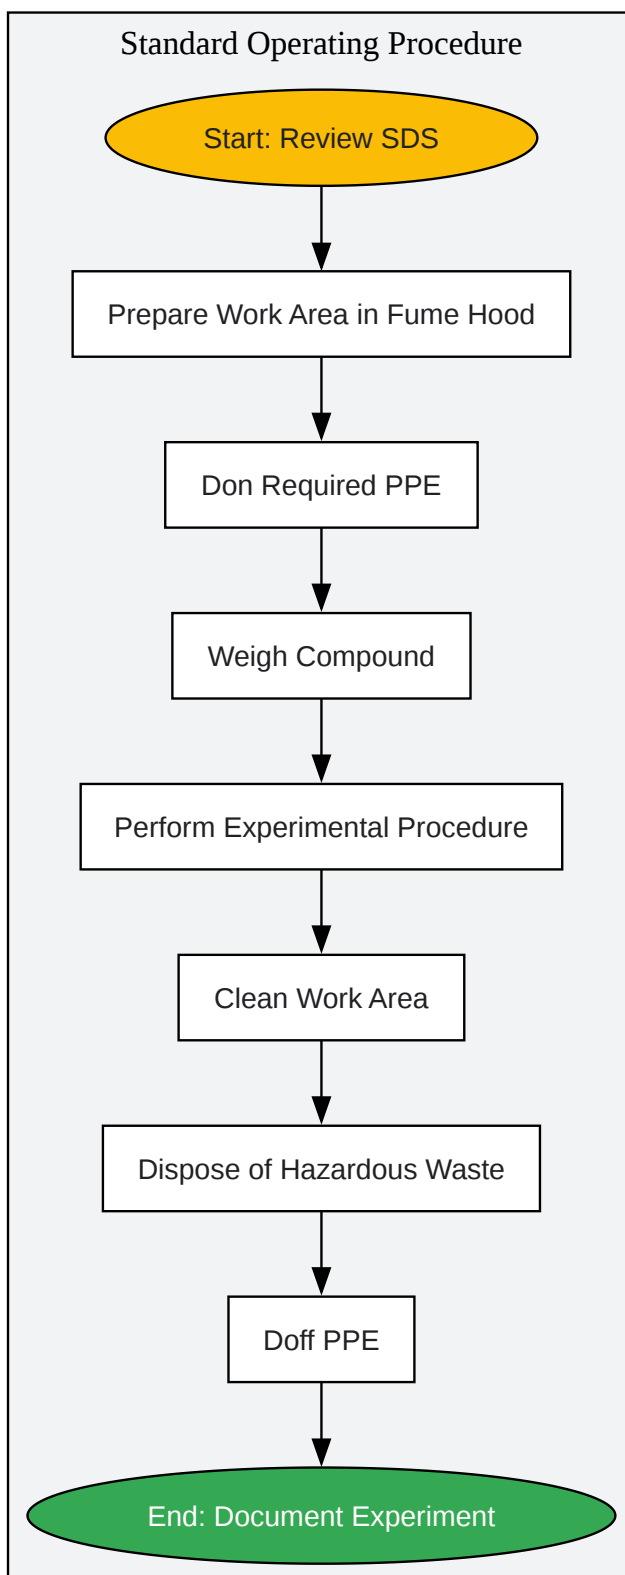 Standard Operating Procedure
Start: Review SDS
Prepare Work Area in Fume Hood
Don Required PPE
Weigh Compound
Perform Experimental Procedure
Clean Work Area
Dispose of Hazardous Waste
Doff PPE
End: Document Experiment